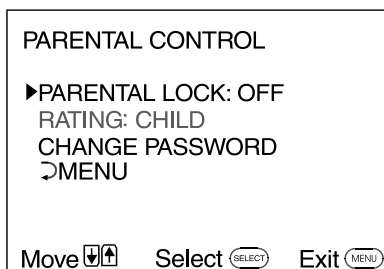 PARENTAL CONTROL
▶PARENTAL LOCK: OFF
RATING: CHILD
CHANGE PASSWORD
⊋MENU
Move Select SELECT Exit MENU